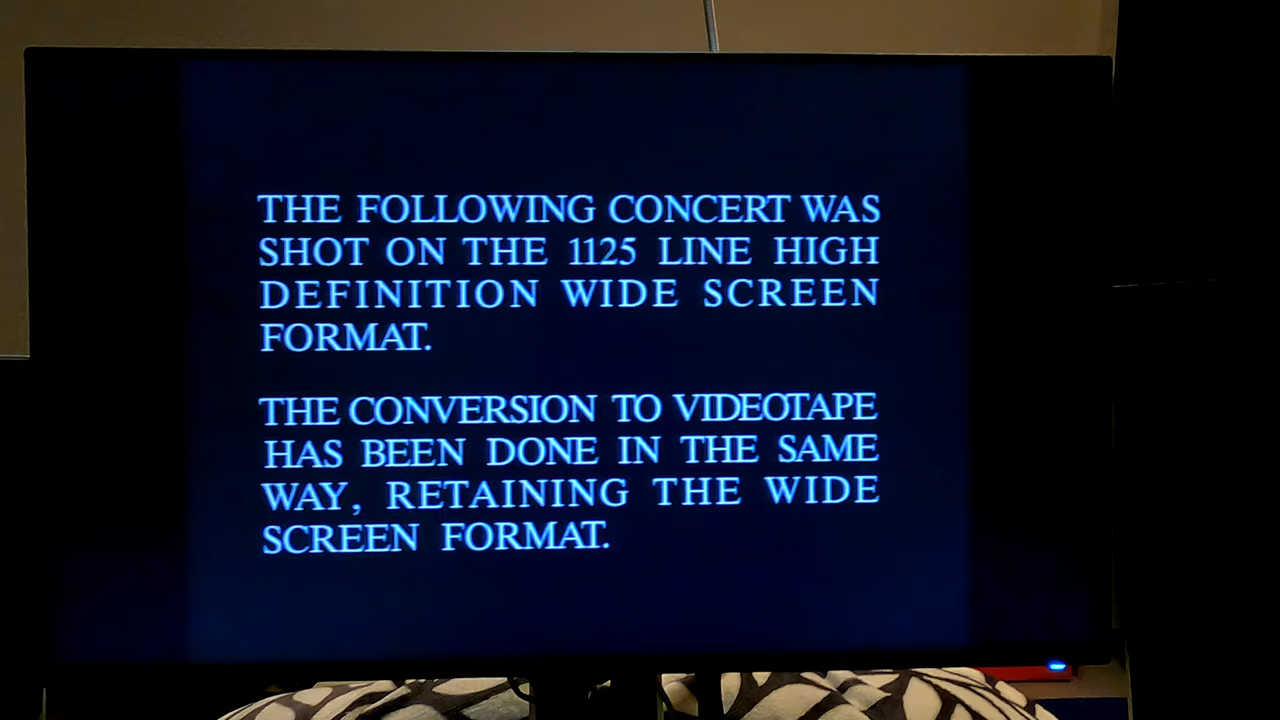 THE FOLLOWING CONCERT WAS
SHOT ON THE 1125 LINE HIGH
DEFINITION WIDE SCREEN
FORMAT.
THE CONVERSION TO VIDEOTAPE
HAS BEEN DONE IN THE SAME
WAY, RETAINING THE WIDE
SCREEN FORMAT.